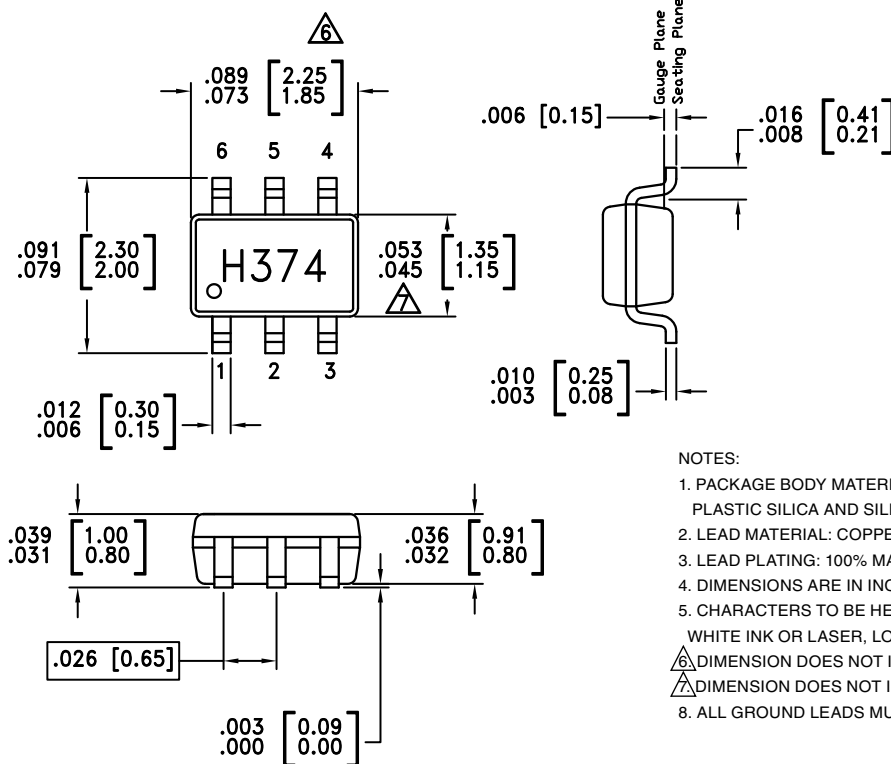 6
.089 [2.25]
.073 [1.85]
6 5 4
.091 [2.30]
.079 [2.00]
H374
.053 [1.35]
.045 [1.15]
7
1 2 3
.012 [0.30]
.006 [0.15]
Gauge Plane
Seating Plane
.006 [0.15]
.016 [0.41]
.008 [0.21]
.010 [0.25]
.003 [0.08]
.039 [1.00]
.031 [0.80]
.036 [0.91]
.032 [0.80]
.026 [0.65]
.003 [0.09]
.000 [0.00]
NOTES:
1. PACKAGE BODY MATERI
PLASTIC SILICA AND SILI
2. LEAD MATERIAL: COPPE
3. LEAD PLATING: 100% MA
4. DIMENSIONS ARE IN INC
5. CHARACTERS TO BE HE
WHITE INK OR LASER, LO
6. DIMENSION DOES NOT I
7. DIMENSION DOES NOT I
8. ALL GROUND LEADS MU